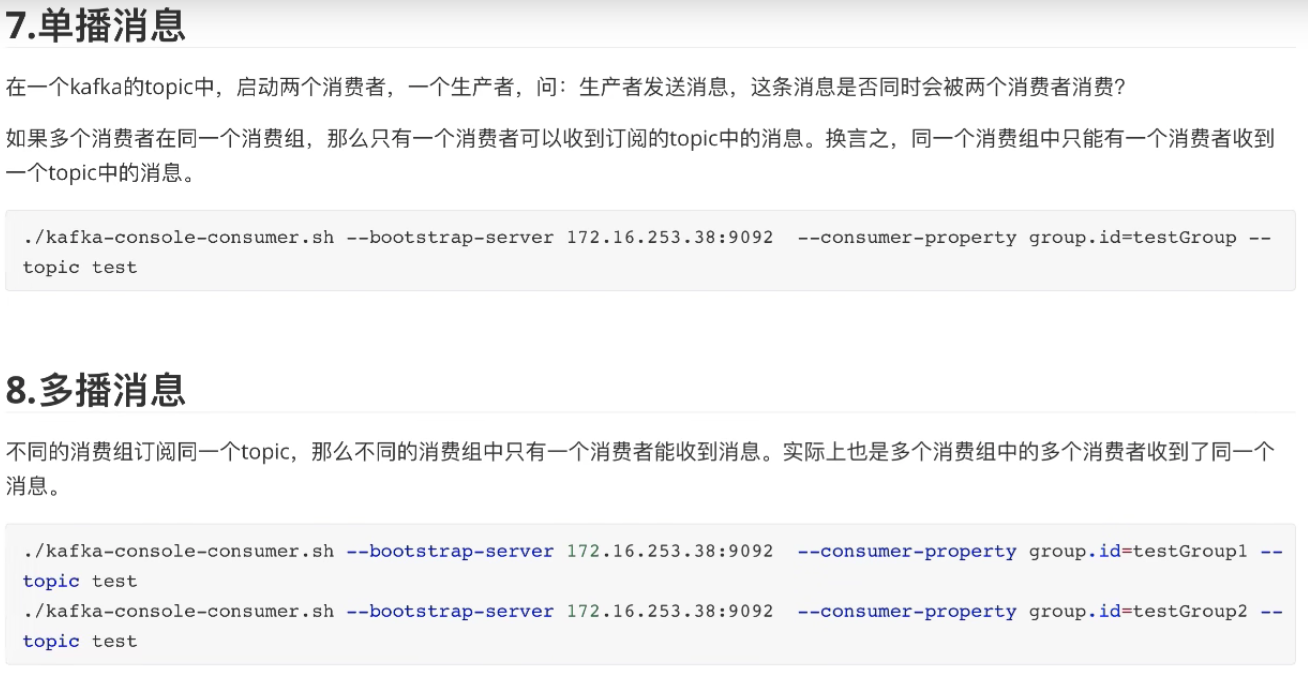 7.单播消息
在一个kafka的topic中，启动两个消费者，一个生产者，问：生产者发送消息，这条消息是否同时会被两个消费者消费？
如果多个消费者在同一个消费组，那么只有一个消费者可以收到订阅的topic中的消息。换言之，同一个消费组中只能有一个消费者收到
一个topic中的消息。
./kafka-console-consumer.sh --bootstrap-server 172.16.253.38:9092  --consumer-property group.id=testGroup --
topic test
8.多播消息
不同的消费组订阅同一个topic，那么不同的消费组中只有一个消费者能收到消息。实际上也是多个消费组中的多个消费者收到了同一个
消息。
./kafka-console-consumer.sh --bootstrap-server 172.16.253.38:9092  --consumer-property group.id=testGroup1 --
topic test
./kafka-console-consumer.sh --bootstrap-server 172.16.253.38:9092  --consumer-property group.id=testGroup2 --
topic test